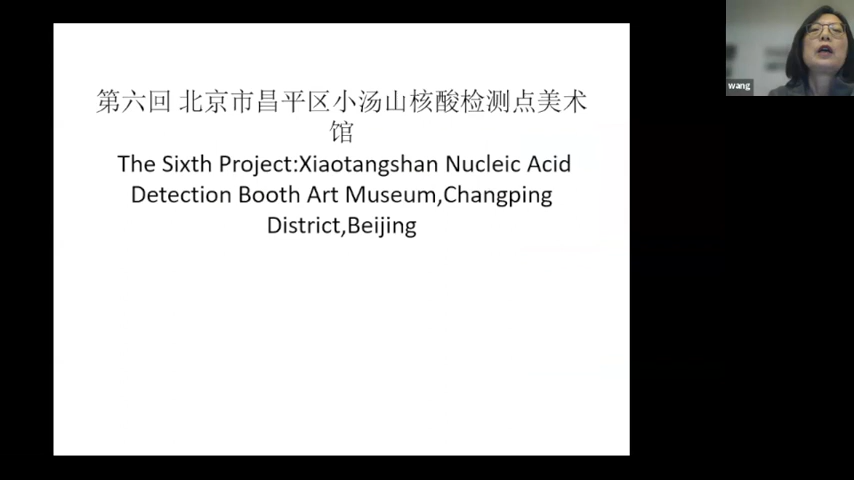 第六回 北京市昌平区小汤山核酸检测点美术
馆
The Sixth Project:Xiaotangshan Nucleic Acid
Detection Booth Art Museum,Changping
District,Beijing
wang